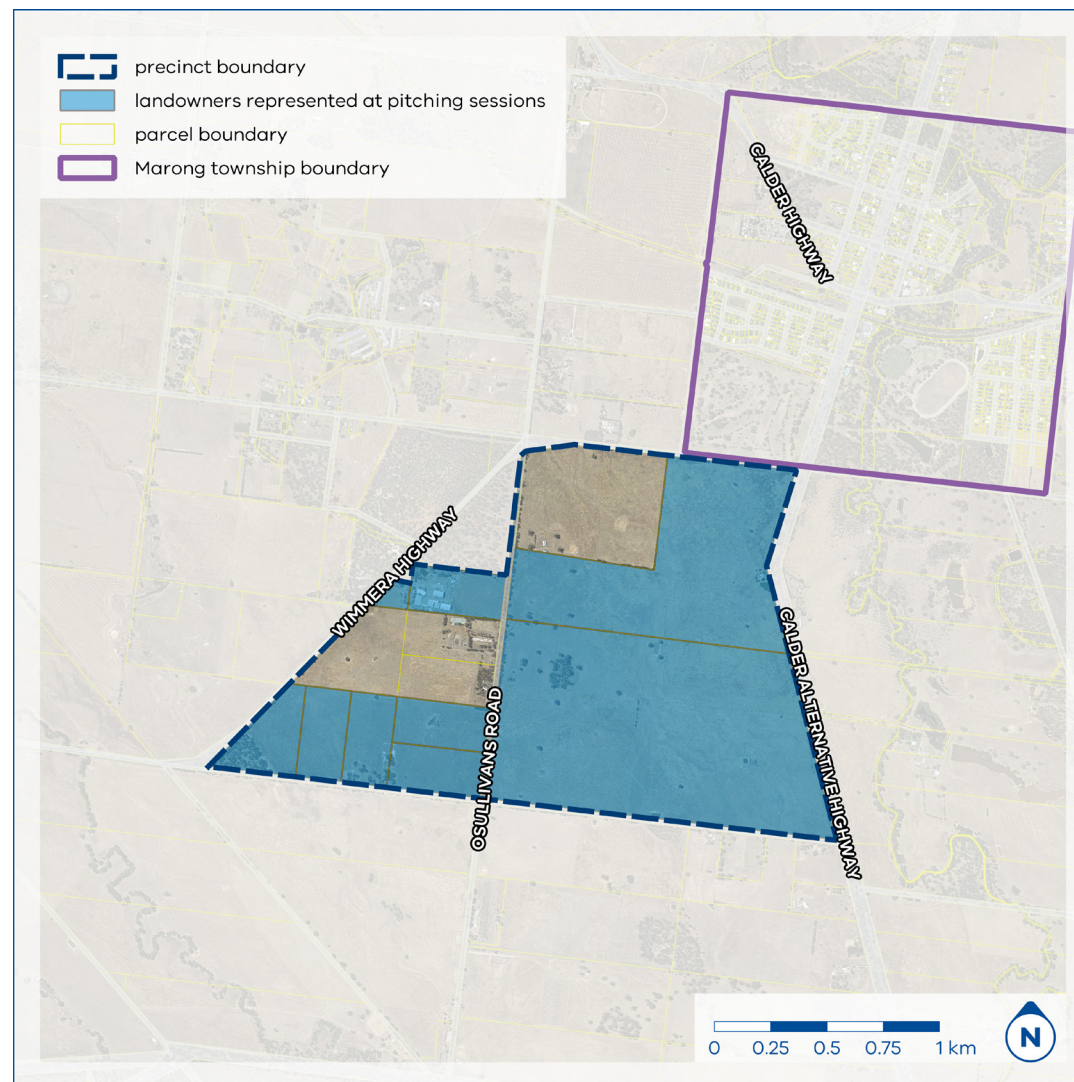 precinct boundary
landowners represented at pitching sessions
parcel boundary
Marong township boundary
CALDER HIGHWAY
WIMMERA HIGHWAY
CALDER ALTERNATIVE HIGHWAY
OSULLIVANS ROAD
0 0.25 0.5 0.75 1 km
N